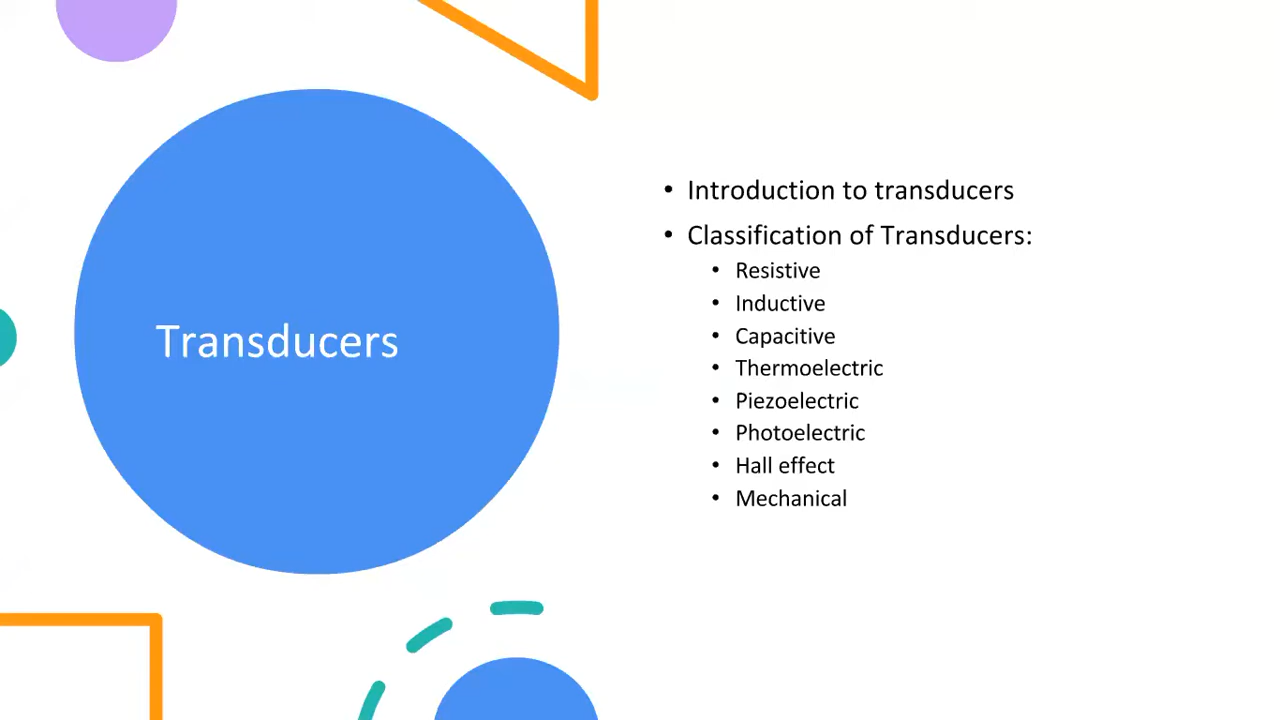 Transducers
• Introduction to transducers
• Classification of Transducers:
• Resistive
• Inductive
• Capacitive
• Thermoelectric
• Piezoelectric
• Photoelectric
• Hall effect
• Mechanical